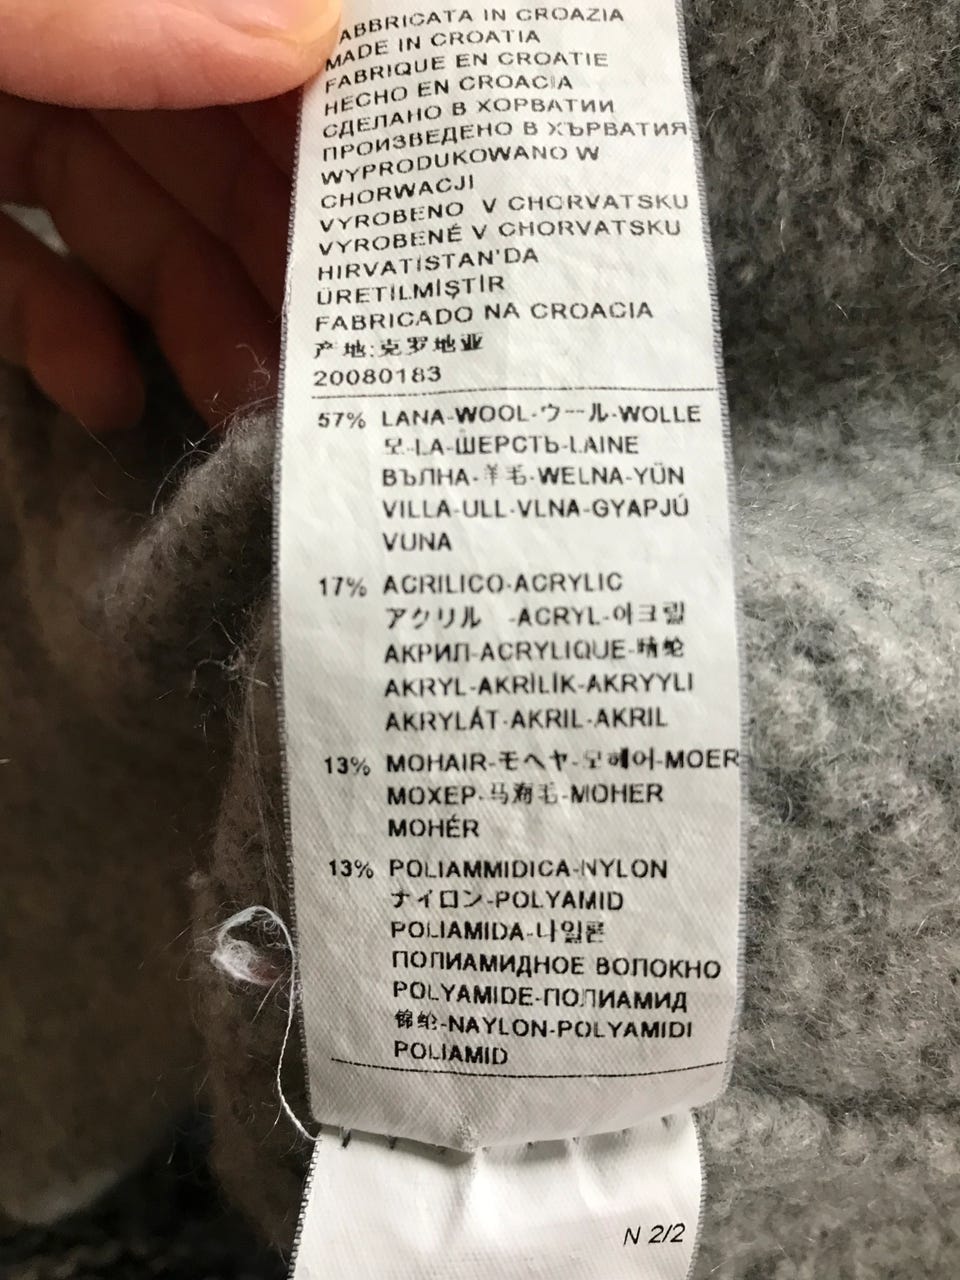 FABBRICATA IN CROAZIA
MADE IN CROATIA
FABRIQUE EN CROATIE
HECHO EN CROACIA
СДЕЛАНО В ХОРВАТИИ
ПРОИЗВЕДЕНО В ХЪРВАТИЯ
WYPRODUKOWANO W
CHORWACJI
VYROBENO V CHORVATSKU
VYROBENÉ V CHORVATSKU
HIRVATISTAN'DA
ÜRETILMİŞTİR
FABRICADO NA CROACIA
产地:克罗地亚
20080183
57% LANA-WOOL-ウール-WOLLE
모-LA-ШЕРСТЬ-LAINE
ВЪЛНА-羊毛-WELNA-YÜN
VILLA-ULL-VLNA-GYAPJÚ
VUNA
17% ACRILICO-ACRYLIC
アクリル -ACRYL-아크릴
АКРИЛ-ACRYLIQUE-腈纶
AKRYL-AKRİLİK-AKRYYLI
AKRYLÁT-AKRIL-AKRIL
13% MOHAIR-モヘヤ-모헤어-MOER
МОХЕР-马海毛-MOHER
MOHÉR
13% POLIAMMIDICA-NYLON
ナイロン-POLYAMID
POLIAMIDA-나일론
ПОЛИАМИДНОЕ ВОЛОКНО
POLYAMIDE-ПОЛИАМИД
锦纶-NAYLON-POLYAMIDI
POLIAMID
N 2/2